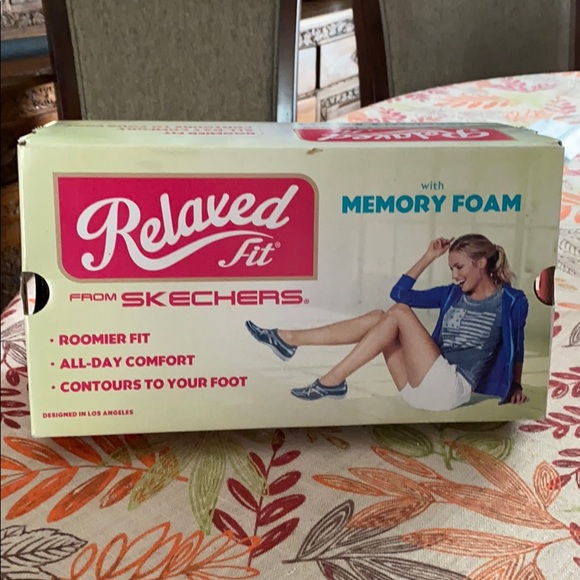 Relaxed
Relaxed
Fit®
with
MEMORY FOAM
FROM SKECHERS®
• ROOMIER FIT
• ALL-DAY COMFORT
• CONTOURS TO YOUR FOOT
DESIGNED IN LOS ANGELES